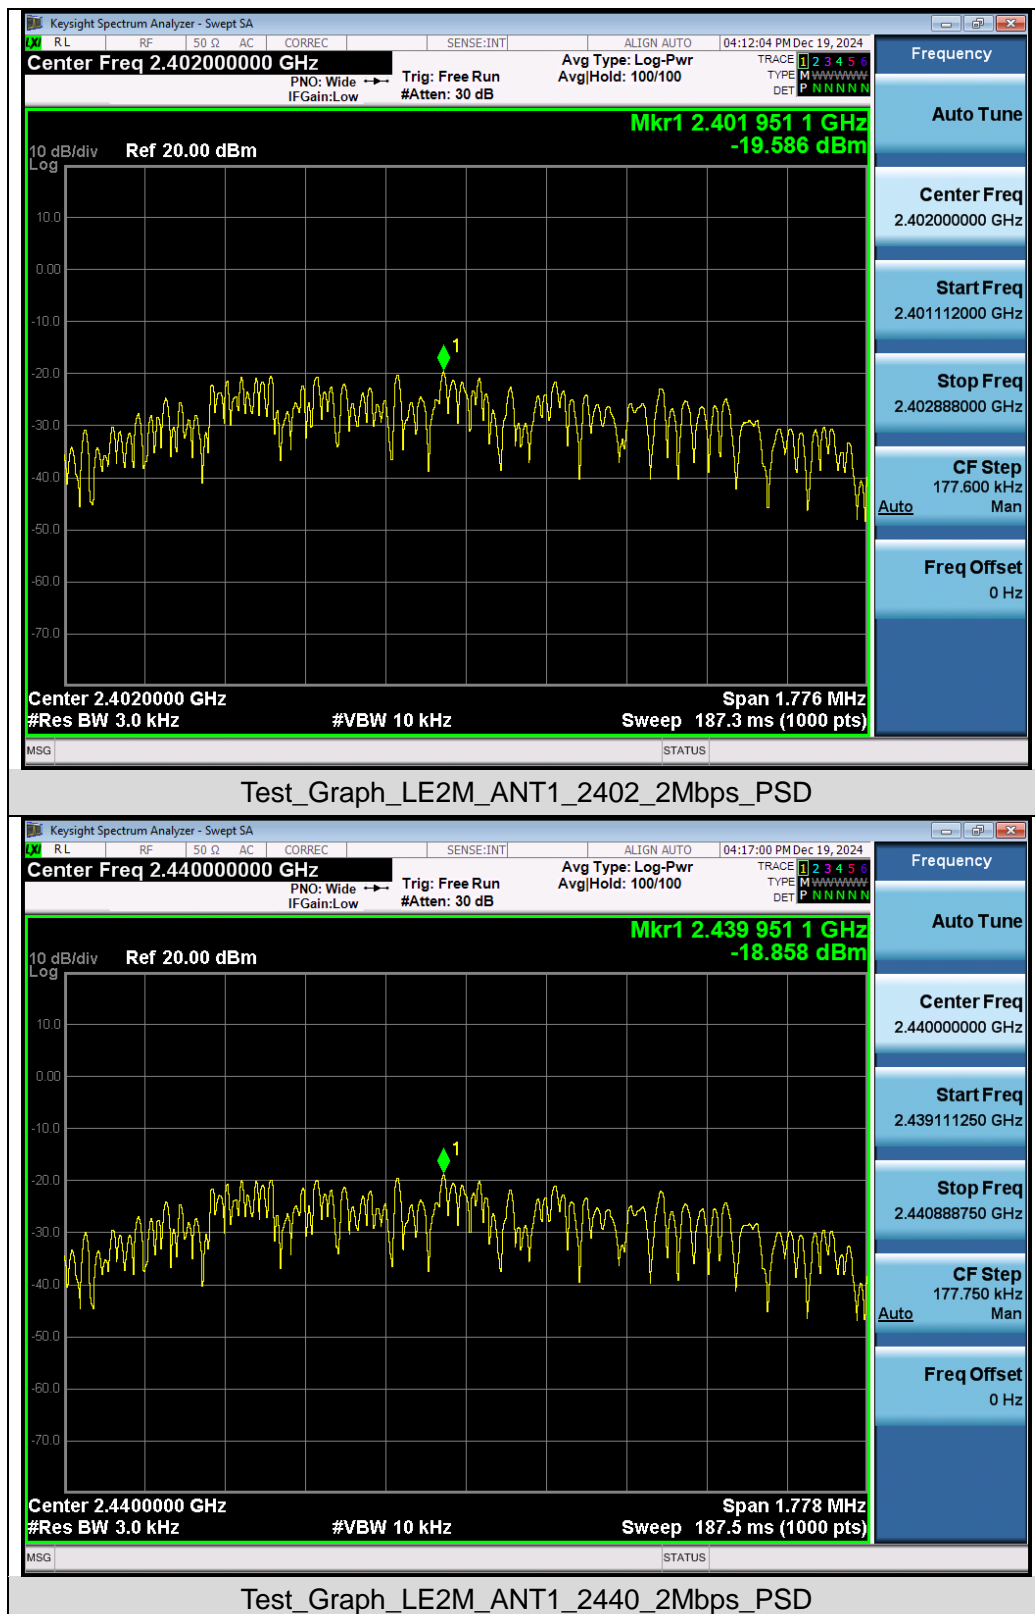 Keysight Spectrum Analyzer - Swept SA
LXI RL RF 50 Ω AC CORREC SENSE:INT ALIGN AUTO 04:12:04 PM Dec 19, 2024
Center Freq 2.402000000 GHz
PNO: Wide
IFGain:Low
Trig: Free Run
#Atten: 30 dB
Avg Type: Log-Pwr
Avg|Hold: 100/100
TRACE 1 2 3 4 5 6
TYPE M WWWWW
DET P N N N N N
Mkr1 2.401 951 1 GHz
-19.586 dBm
10 dB/div Ref 20.00 dBm
Log
10.0
0.00
-10.0
1
-20.0
-30.0
-40.0
-50.0
-60.0
-70.0
Center 2.4020000 GHz Span 1.776 MHz
#Res BW 3.0 kHz #VBW 10 kHz Sweep 187.3 ms (1000 pts)
MSG STATUS
Frequency
Auto Tune
Center Freq
2.402000000 GHz
Start Freq
2.401112000 GHz
Stop Freq
2.402888000 GHz
CF Step
177.600 kHz
Auto Man
Freq Offset
0 Hz
Test_Graph_LE2M_ANT1_2402_2Mbps_PSD
Keysight Spectrum Analyzer - Swept SA
LXI RL RF 50 Ω AC CORREC SENSE:INT ALIGN AUTO 04:17:00 PM Dec 19, 2024
Center Freq 2.440000000 GHz
PNO: Wide
IFGain:Low
Trig: Free Run
#Atten: 30 dB
Avg Type: Log-Pwr
Avg|Hold: 100/100
TRACE 1 2 3 4 5 6
TYPE M WWWWW
DET P N N N N N
Mkr1 2.439 951 1 GHz
-18.858 dBm
10 dB/div Ref 20.00 dBm
Log
10.0
0.00
-10.0
1
-20.0
-30.0
-40.0
-50.0
-60.0
-70.0
Center 2.4400000 GHz Span 1.778 MHz
#Res BW 3.0 kHz #VBW 10 kHz Sweep 187.5 ms (1000 pts)
MSG STATUS
Frequency
Auto Tune
Center Freq
2.440000000 GHz
Start Freq
2.439111250 GHz
Stop Freq
2.440888750 GHz
CF Step
177.750 kHz
Auto Man
Freq Offset
0 Hz
Test_Graph_LE2M_ANT1_2440_2Mbps_PSD